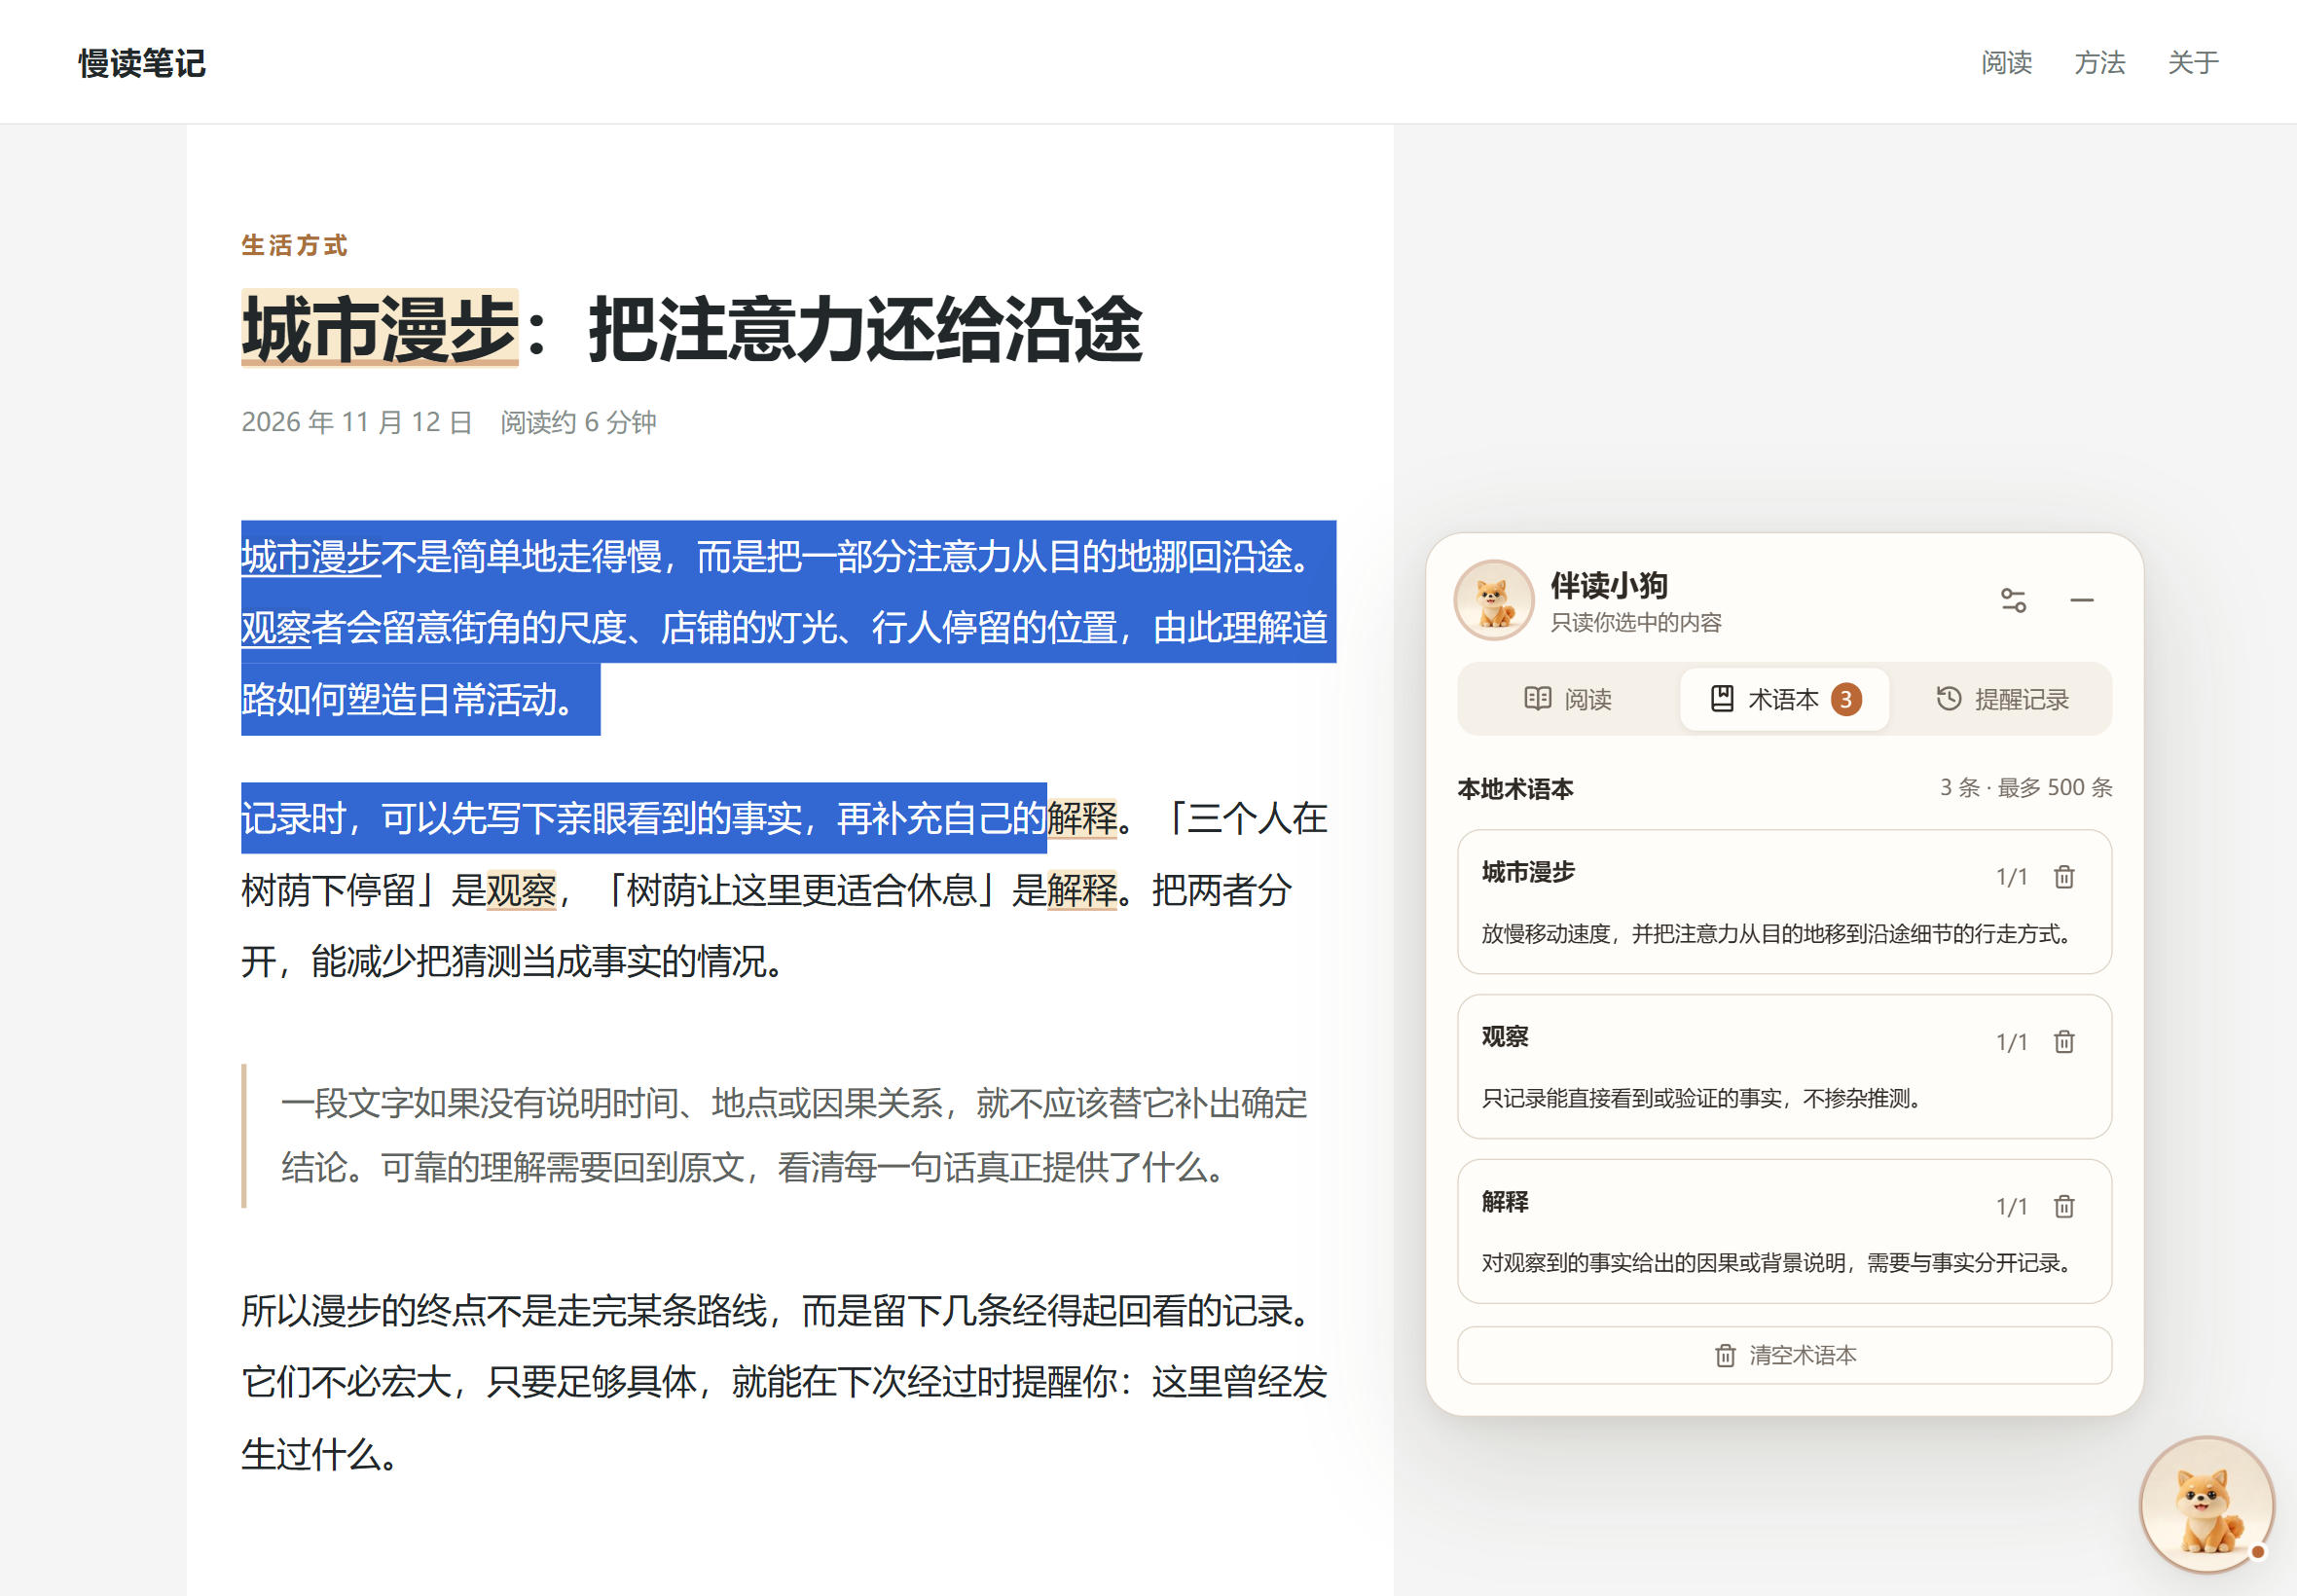 慢读笔记
阅读 方法 关于
生活方式
城市漫步：把注意力还给沿途
2026 年 11 月 12 日 阅读约 6 分钟
城市漫步不是简单地走得慢，而是把一部分注意力从目的地挪回沿途。
观察者会留意街角的尺度、店铺的灯光、行人停留的位置，由此理解道
路如何塑造日常活动。
记录时，可以先写下亲眼看到的事实，再补充自己的解释。「三个人在
树荫下停留」是观察，「树荫让这里更适合休息」是解释。把两者分
开，能减少把猜测当成事实的情况。
一段文字如果没有说明时间、地点或因果关系，就不应该替它补出确定
结论。可靠的理解需要回到原文，看清每一句话真正提供了什么。
所以漫步的终点不是走完某条路线，而是留下几条经得起回看的记录。
它们不必宏大，只要足够具体，就能在下次经过时提醒你：这里曾经发
生过什么。
伴读小狗
只读你选中的内容
阅读 术语本 3 提醒记录
本地术语本 3 条 · 最多 500 条
城市漫步 1/1
放慢移动速度，并把注意力从目的地移到沿途细节的行走方式。
观察 1/1
只记录能直接看到或验证的事实，不掺杂推测。
解释 1/1
对观察到的事实给出的因果或背景说明，需要与事实分开记录。
清空术语本